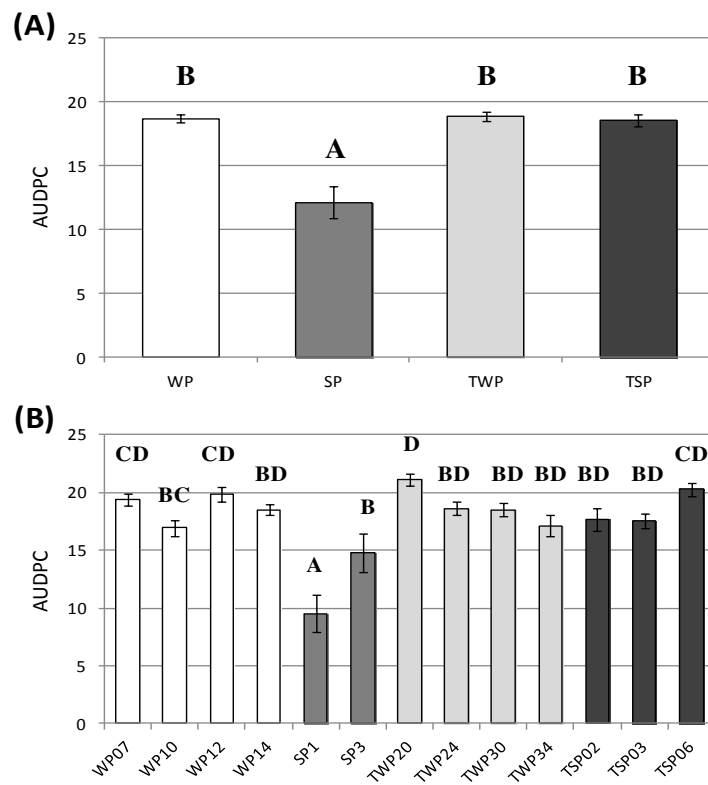 (A)
25
20
15
10
5
0
AUDPC
B
A
B
B
WP SP TWP TSP
(B)
25
20
15
10
5
0
AUDPC
CD
BC
CD
BD
A
B
D
BD
BD
BD
BD
BD
CD
WP07 WP10 WP12 WP14 SP1 SP3 TWP20 TWP24 TWP30 TWP34 TSP02 TSP03 TSP06